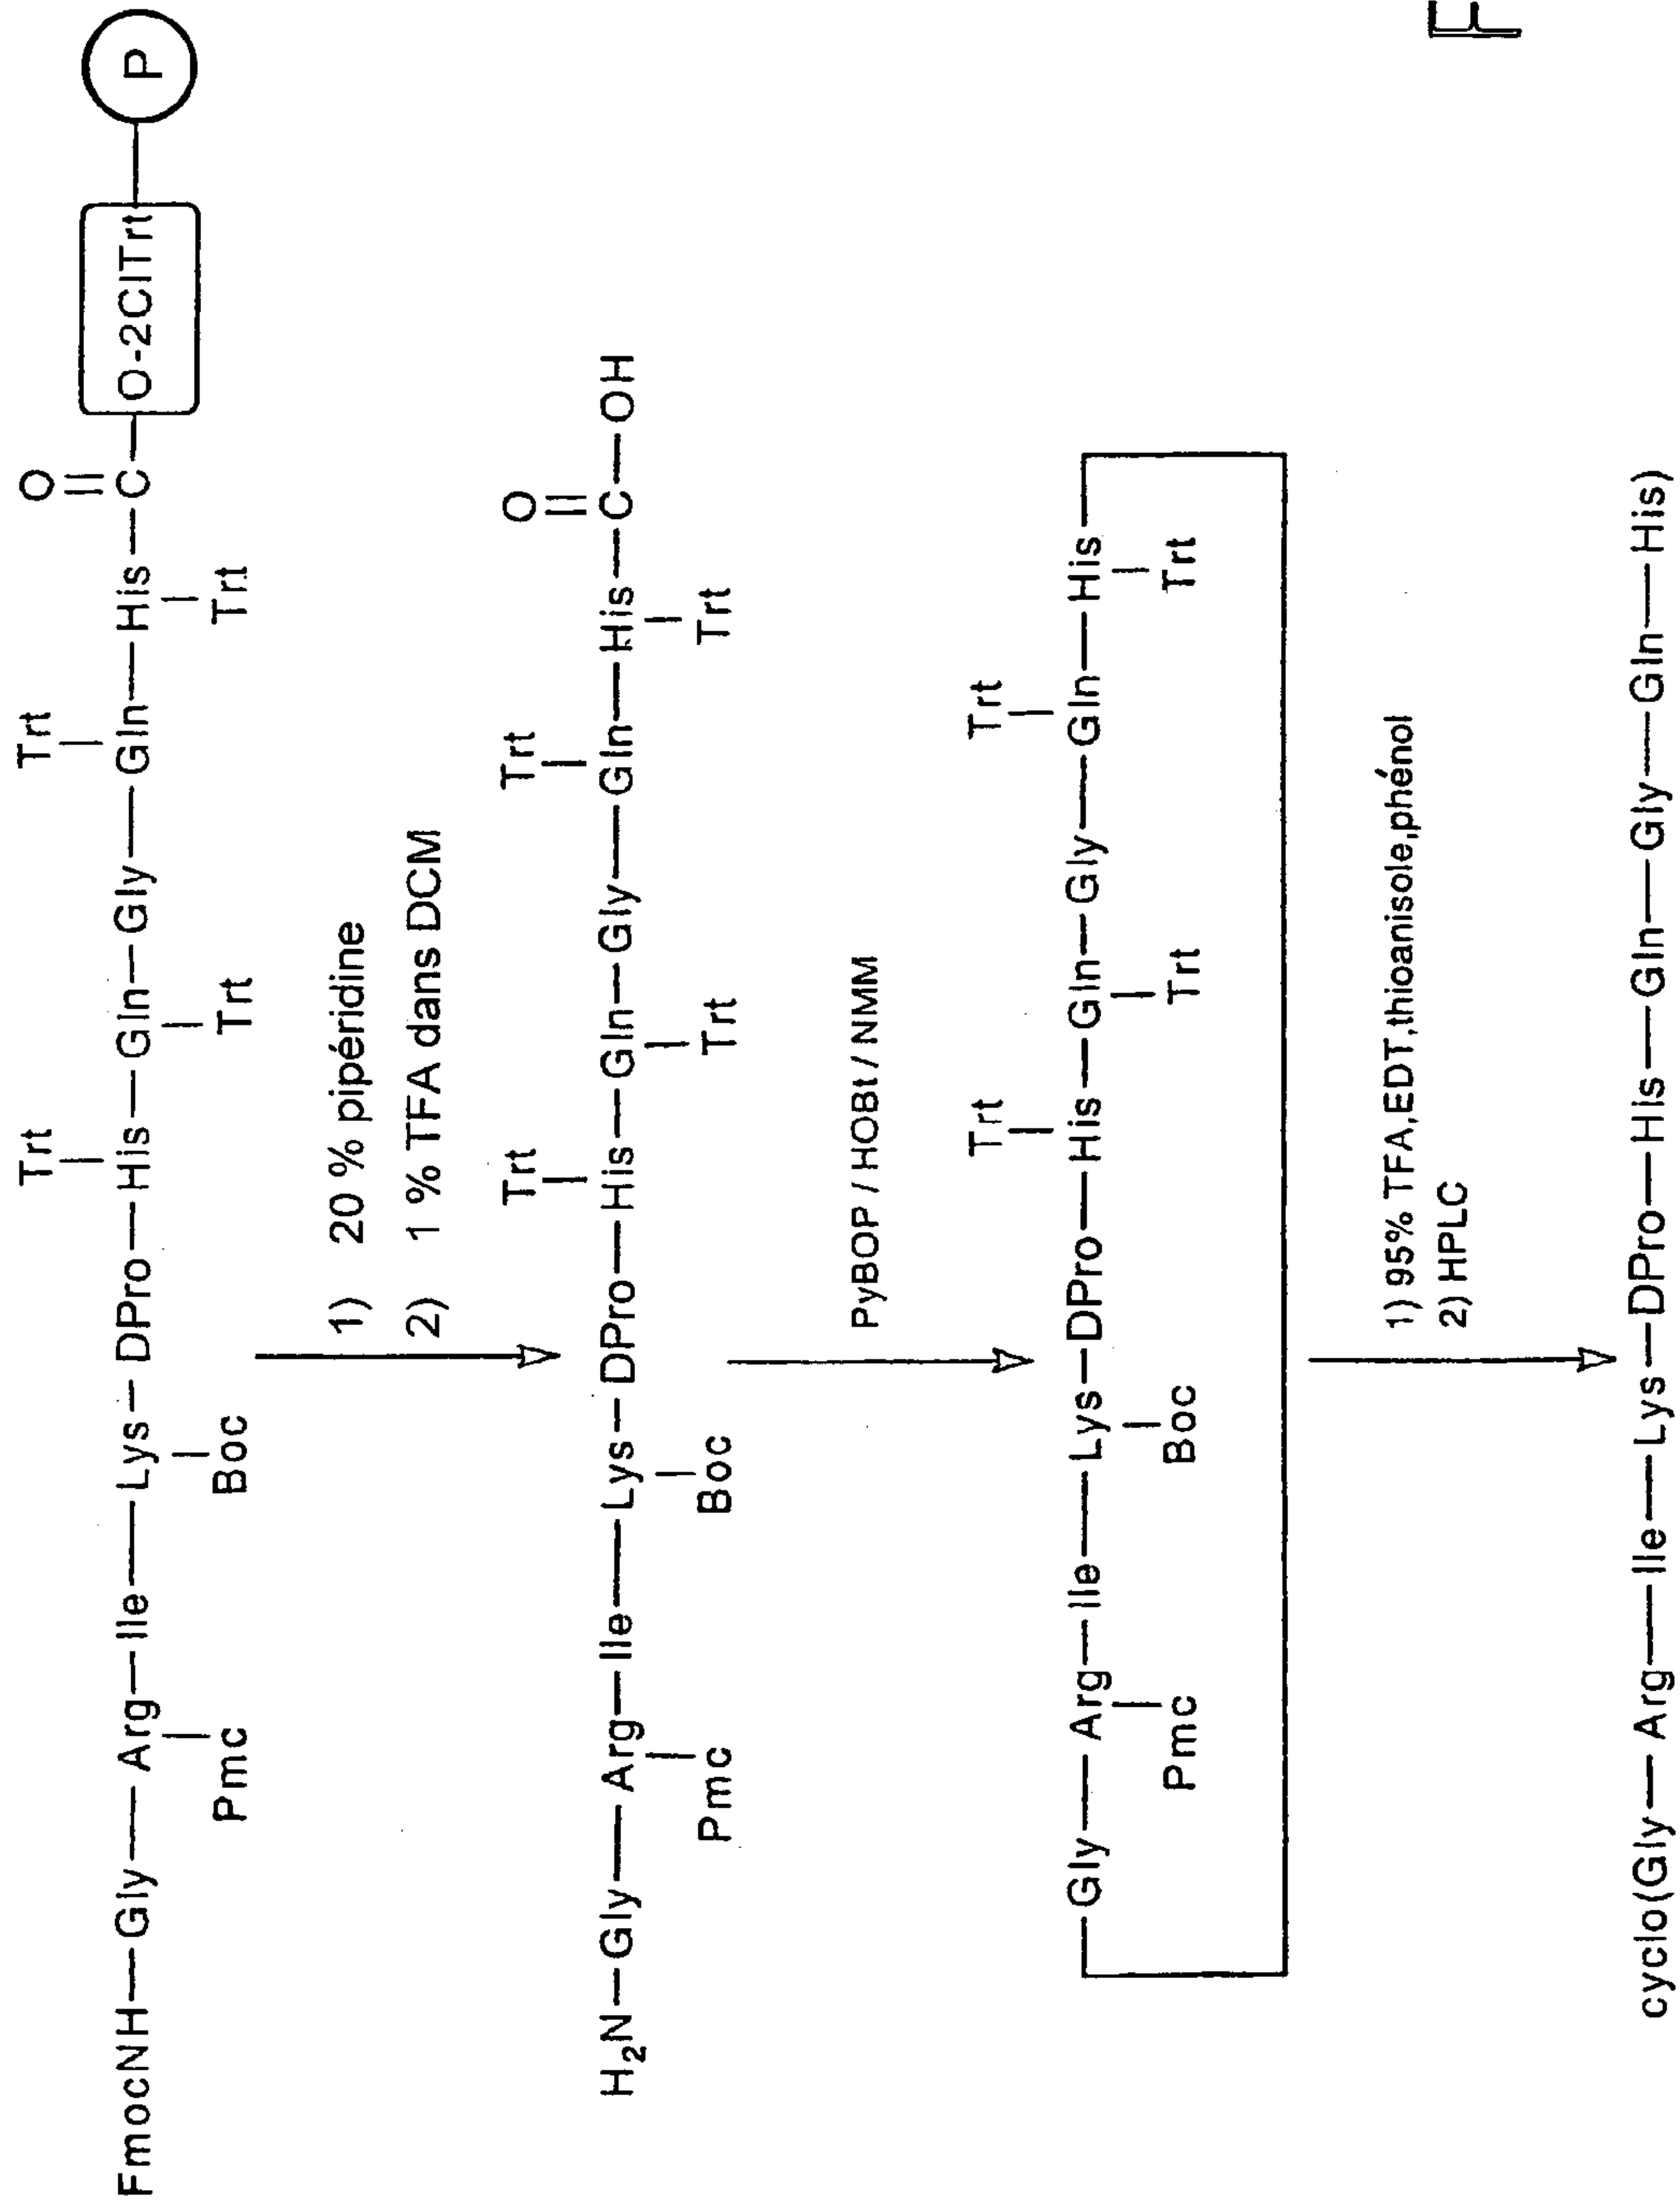 O
Trt Trt
FmocNH—Gly—Arg—Ile—Lys—DPro—His—Gln—Gly—Gln—His—C—O-2ClTrt—P
Pmc Boc Trt Trt
1) 20 % pipéridine
2) 1 % TFA dans DCM
O
Trt Trt
H₂N—Gly—Arg—Ile—Lys—DPro—His—Gln—Gly—Gln—His—C—OH
Pmc Boc Trt Trt
PyBOP / HOBt / NMM
Trt Trt
Gly—Arg—Ile—Lys—DPro—His—Gln—Gly—Gln—His
Pmc Boc Trt Trt
1) 95% TFA,EDT,thioanisole,phénol
2) HPLC
cyclo(Gly—Arg—Ile—Lys—DPro—His—Gln—Gly—Gln—His)